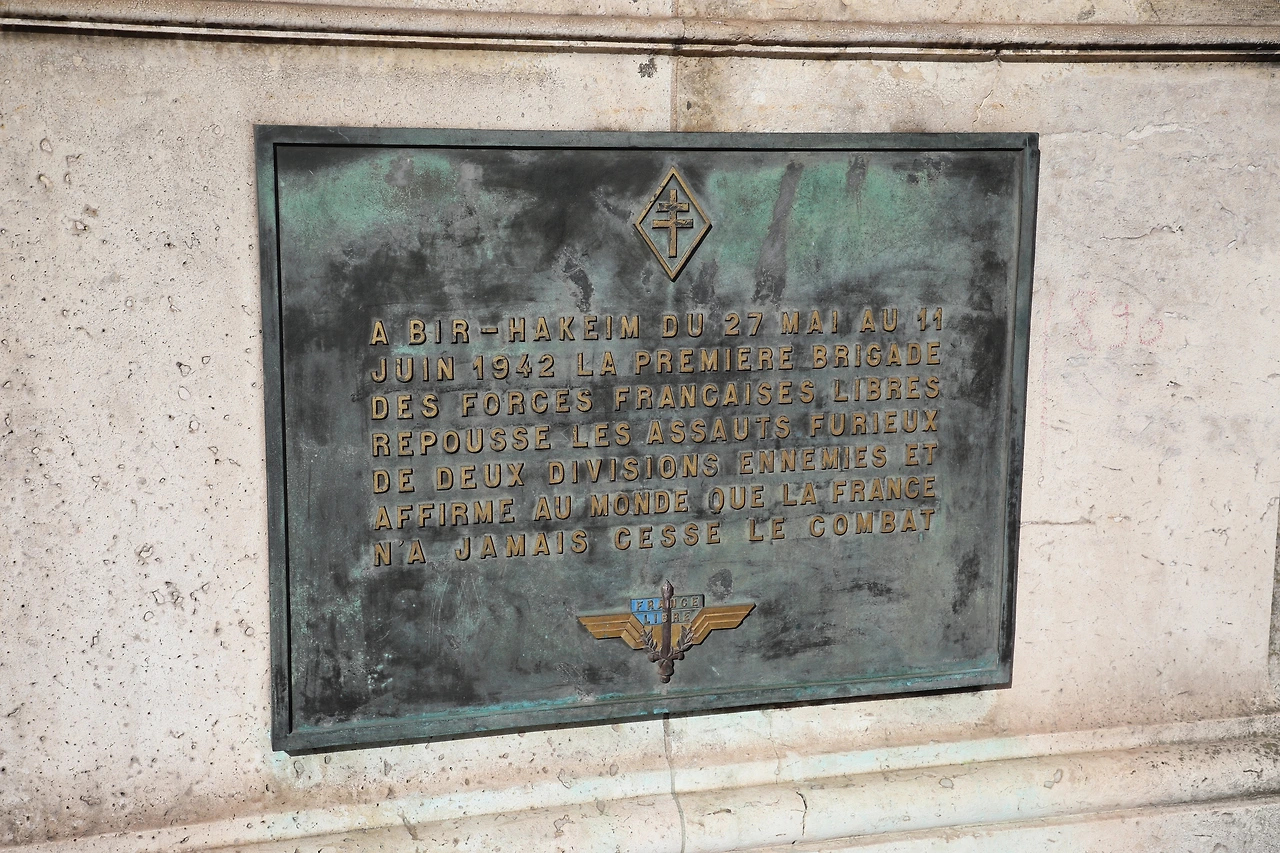 A BIR-HAKEIM DU 27 MAI AU 11
JUIN 1942 LA PREMIERE BRIGADE
DES FORCES FRANCAISES LIBRES
REPOUSSE LES ASSAUTS FURIEUX
DE DEUX DIVISIONS ENNEMIES ET
AFFIRME AU MONDE QUE LA FRANCE
N'A JAMAIS CESSE LE COMBAT
FRANCE
LIBRE